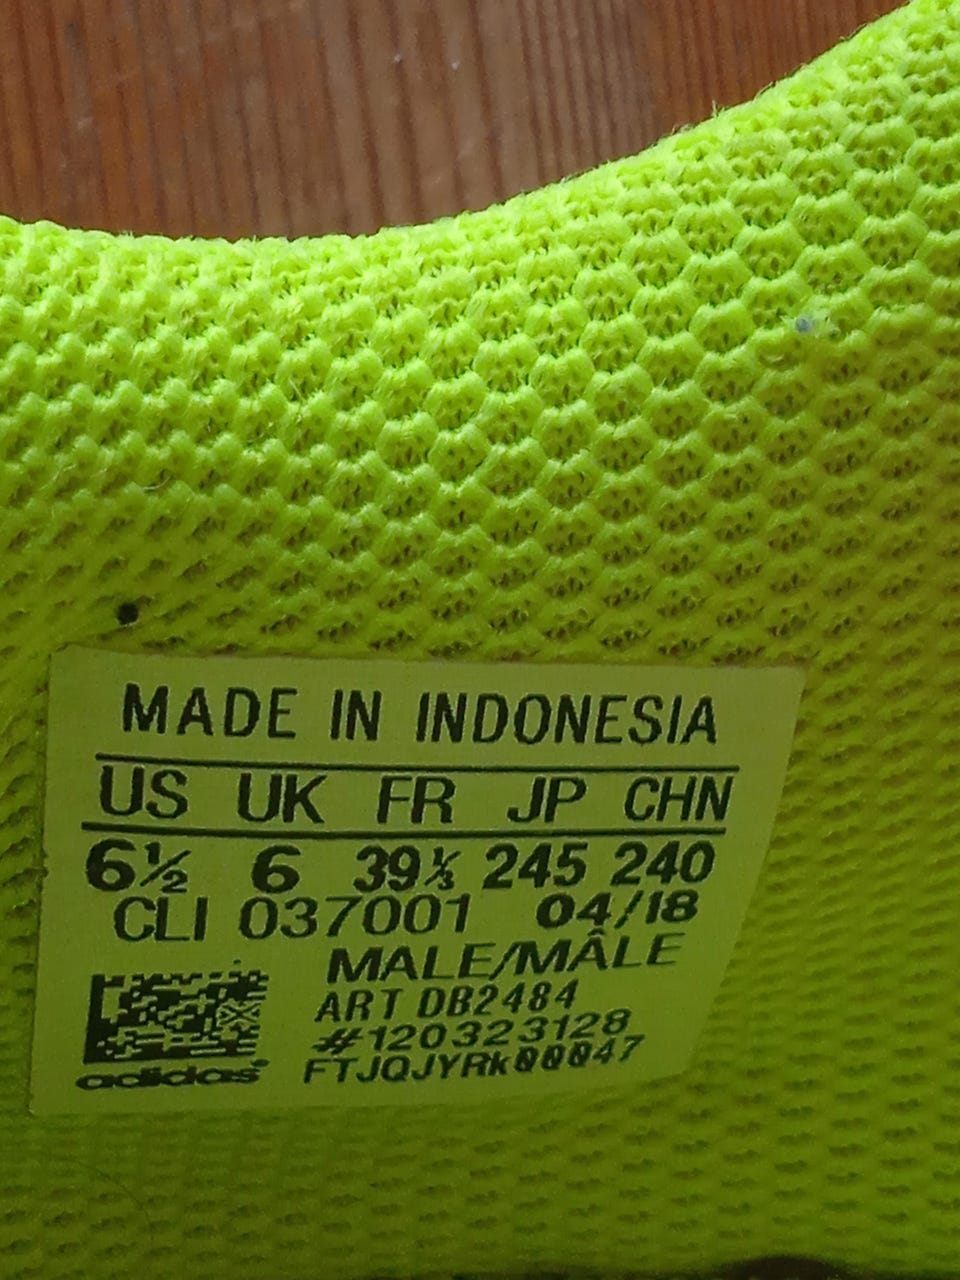 MADE IN INDONESIA
US UK FR JP CHN
6½ 6 39⅓ 245 240
CLI 037001 04/18
MALE/MÂLE
ART DB2484
#120323128
FTJQJYRk00047
adidas